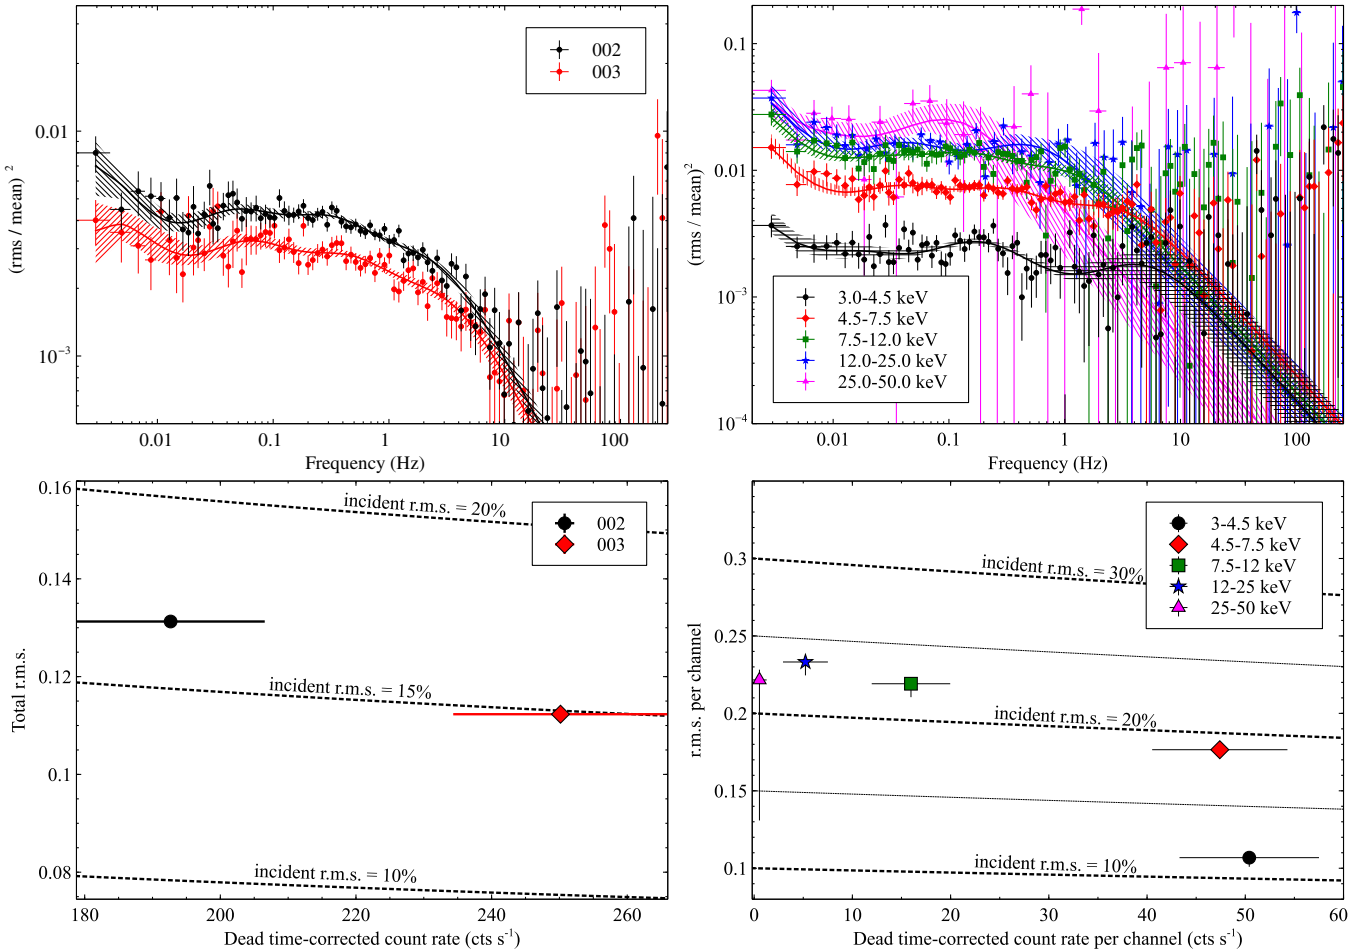 002
003
0.01
10⁻³
(rms / mean)²
0.01
0.1
1
10
100
Frequency (Hz)
0.1
0.01
10⁻³
10⁻⁴
(rms / mean)²
3.0-4.5 keV
4.5-7.5 keV
7.5-12.0 keV
12.0-25.0 keV
25.0-50.0 keV
0.01
0.1
1
10
100
Frequency (Hz)
0.16
0.14
0.12
0.1
0.08
Total r.m.s.
incident r.m.s. = 20%
incident r.m.s. = 15%
incident r.m.s. = 10%
002
003
180
200
220
240
260
Dead time-corrected count rate (cts s⁻¹)
0.3
0.25
0.2
0.15
0.1
r.m.s. per channel
incident r.m.s. = 30%
incident r.m.s. = 20%
incident r.m.s. = 10%
3-4.5 keV
4.5-7.5 keV
7.5-12 keV
12-25 keV
25-50 keV
0
10
20
30
40
50
60
Dead time-corrected count rate per channel (cts s⁻¹)